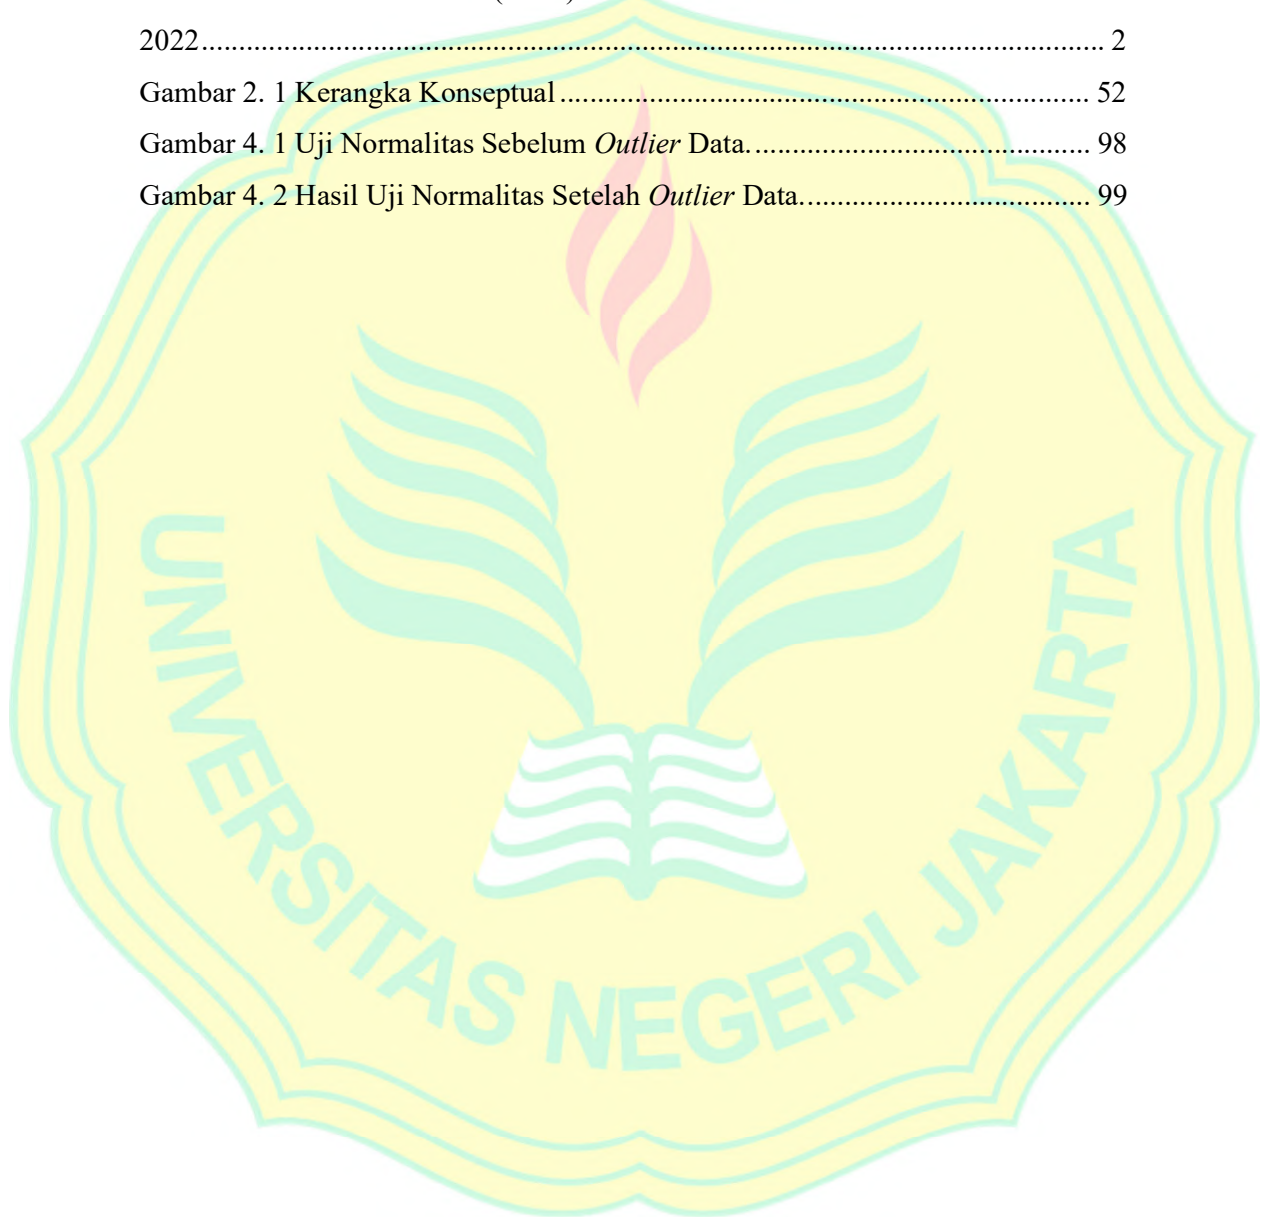 2022.......................................................................................................................... 2
Gambar 2. 1 Kerangka Konseptual....................................................................... 52
Gambar 4. 1 Uji Normalitas Sebelum Outlier Data.............................................. 98
Gambar 4. 2 Hasil Uji Normalitas Setelah Outlier Data....................................... 99
UNIVERSITAS NEGERI JAKARTA